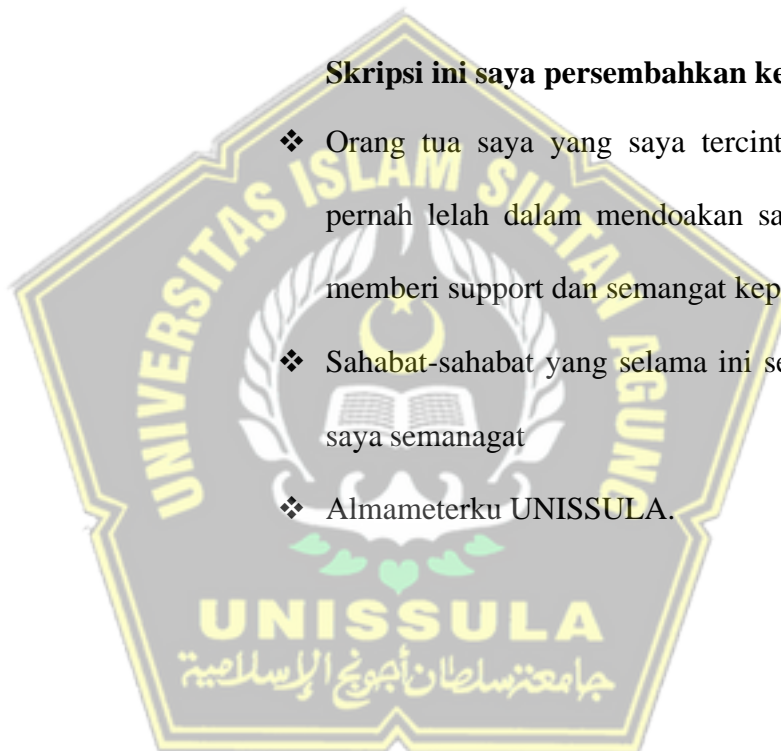 Skripsi ini saya persembahkan ke
❖ Orang tua saya yang saya tercint
pernah lelah dalam mendoakan sa
memberi support dan semangat kep
❖ Sahabat-sahabat yang selama ini se
saya semanagat
❖ Almameterku UNISSULA.
UNIVERSITAS ISLAM SULTAN AGUNG
UNISSULA
جامعة سلطان أجونج الإسلامية